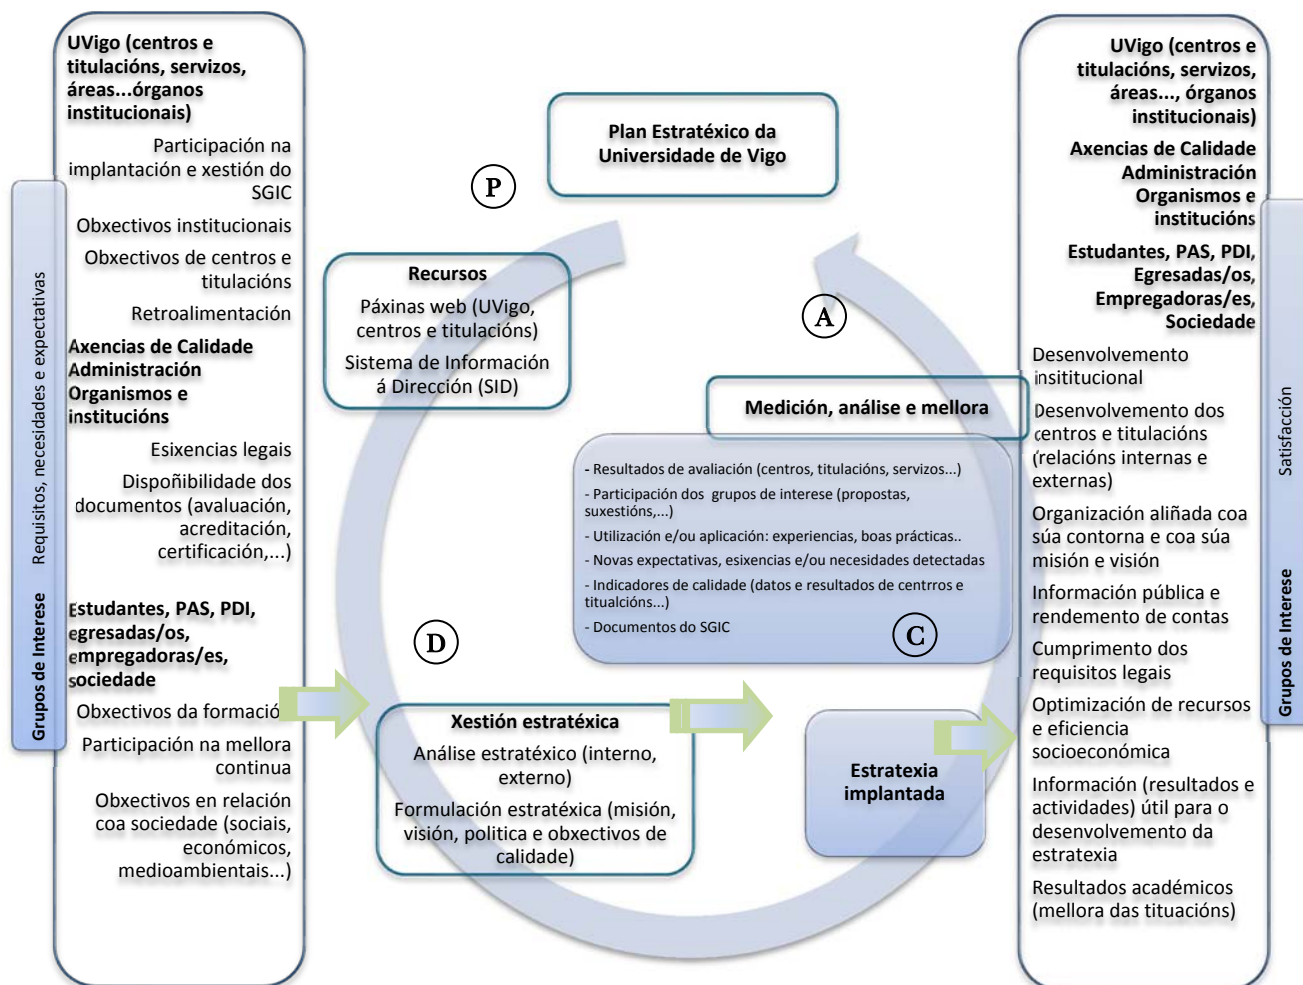 UVigo (centros e
titulacións, servizos,
áreas...órganos
institucionais)
Participación na
implantación e xestión do
SGIC
Obxectivos institucionais
Obxectivos de centros e
titulacións
Retroalimentación
Axencias de Calidade
Administración
Organismos e
institucións
Esixencias legais
Dispoñibilidade dos
documentos (avaluación,
acreditación,
certificación,...)
Estudantes, PAS, PDI,
egresadas/os,
empregadoras/es,
sociedade
Obxectivos da formación
Participación na mellora
continua
Obxectivos en relación
coa sociedade (sociais,
económicos,
medioambientais...)
Grupos de Interese Requisitos, necesidades e expectativas
Plan Estratéxico da
Universidade de Vigo
P
Recursos
Páxinas web (UVigo,
centros e titulacións)
Sistema de Información
á Dirección (SID)
A
Medición, análise e mellora
- Resultados de avaliación (centros, titulacións, servizos...)
- Participación dos grupos de interese (propostas,
suxestións,...)
- Utilización e/ou aplicación: experiencias, boas prácticas..
- Novas expectativas, esixencias e/ou necesidades detectadas
- Indicadores de calidade (datos e resultados de centrros e
titualcións...)
- Documentos do SGIC
C
D
Xestión estratéxica
Análise estratéxico (interno,
externo)
Formulación estratéxica (misión,
visión, politica e obxectivos de
calidade)
Estratexia
implantada
UVigo (centros e
titulacións, servizos,
áreas..., órganos
institucionais)
Axencias de Calidade
Administración
Organismos e
institucións
Estudantes, PAS, PDI,
Egresadas/os,
Empregadoras/es,
Sociedade
Desenvolvemento
insititucional
Desenvolvemento dos
centros e titulacións
(relacións internas e
externas)
Organización aliñada coa
súa contorna e coa súa
misión e visión
Información pública e
rendemento de contas
Cumprimento dos
requisitos legais
Optimización de recursos
e eficiencia
socioeconómica
Información (resultados e
actividades) útil para o
desenvolvemento da
estratexia
Resultados académicos
(mellora das tituacións)
Grupos de Interese Satisfacción